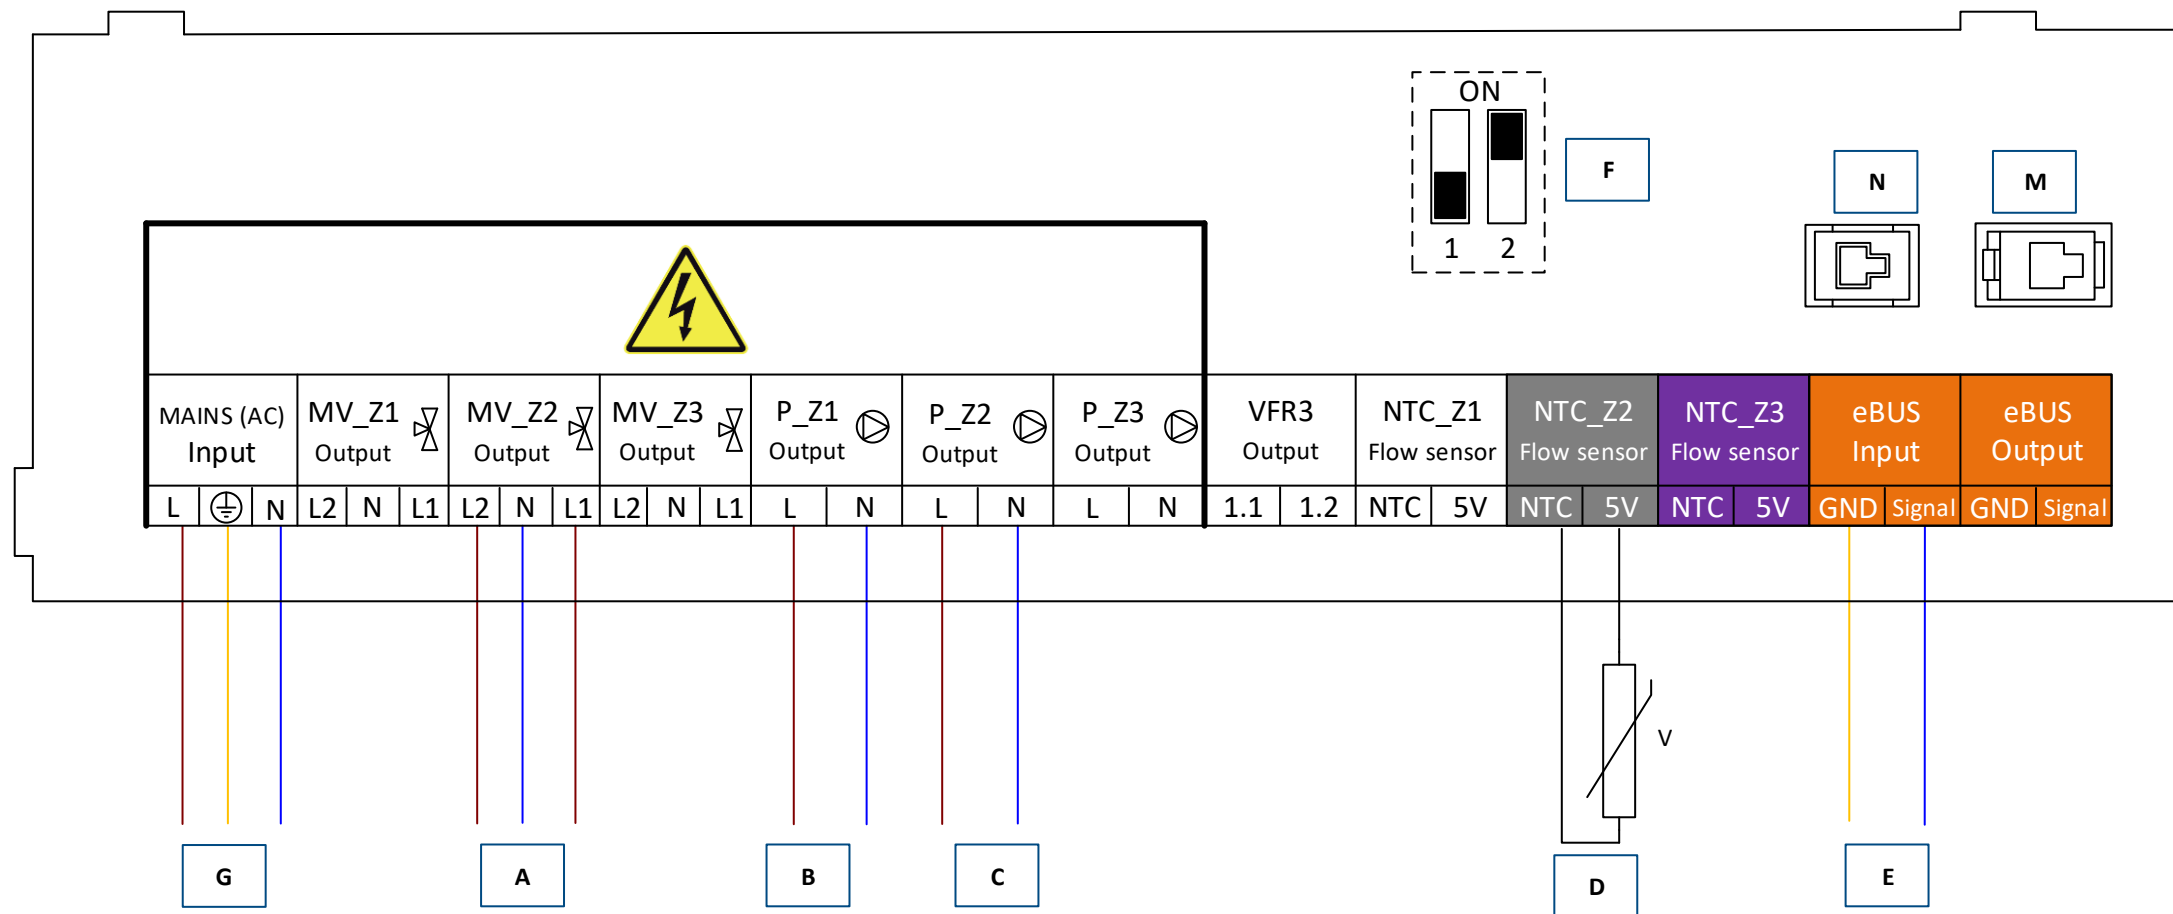 ON
1 2
F
N
M
MAINS (AC)
Input
MV_Z1
Output
MV_Z2
Output
MV_Z3
Output
P_Z1
Output
P_Z2
Output
P_Z3
Output
VFR3
Output
NTC_Z1
Flow sensor
NTC_Z2
Flow sensor
NTC_Z3
Flow sensor
eBUS
Input
eBUS
Output
L N L2 N L1 L2 N L1 L2 N L1 L N L N L N 1.1 1.2 NTC 5V NTC 5V NTC 5V GND Signal GND Signal
V
G
A
B
C
D
E